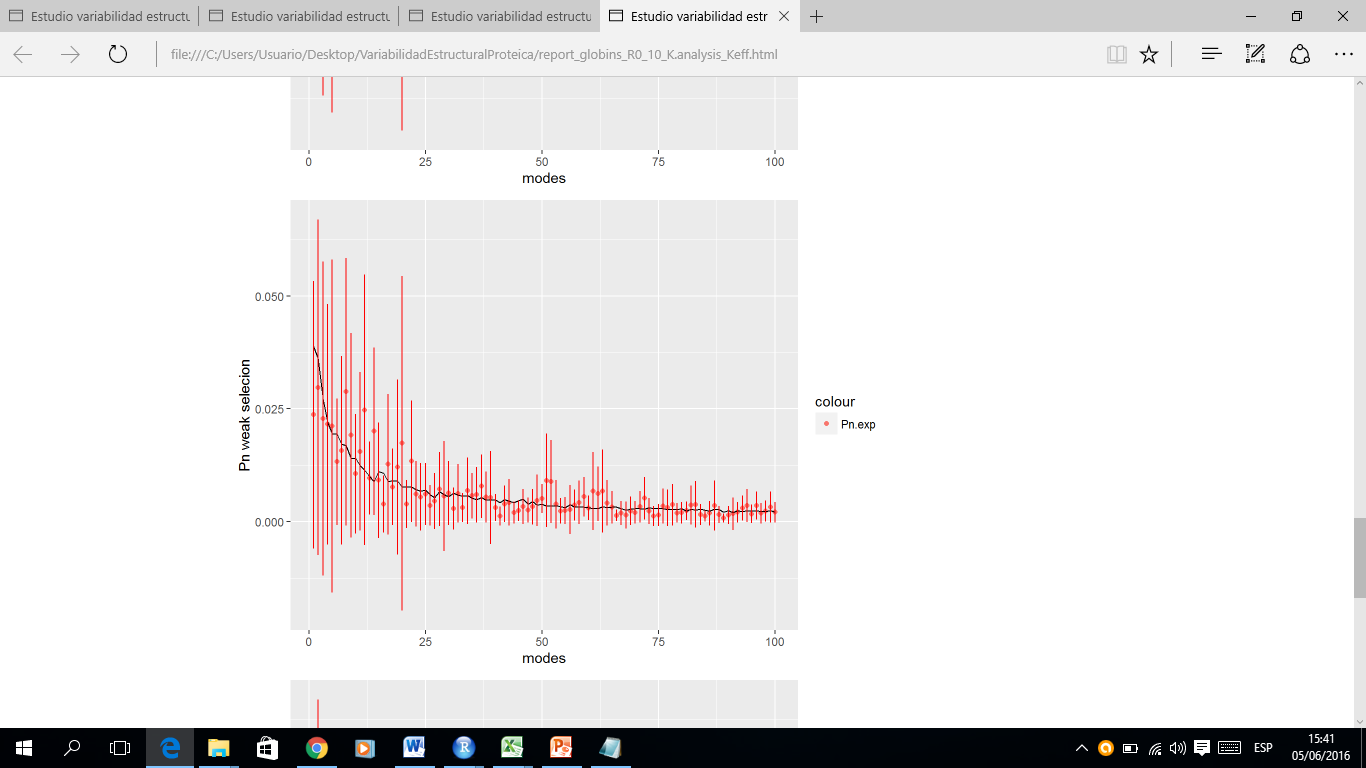 Estudio variabilidad estructu
Estudio variabilidad estructu
Estudio variabilidad estructu
Estudio variabilidad estr
file:///C:/Users/Usuario/Desktop/VariabilidadEstructuralProteica/report_globins_R0_10_K.analysis_Keff.html
0 25 50 75 100
modes
0.050
0.025
0.000
Pn weak selecion
0 25 50 75 100
modes
colour
Pn.exp
ESP
15:41
05/06/2016